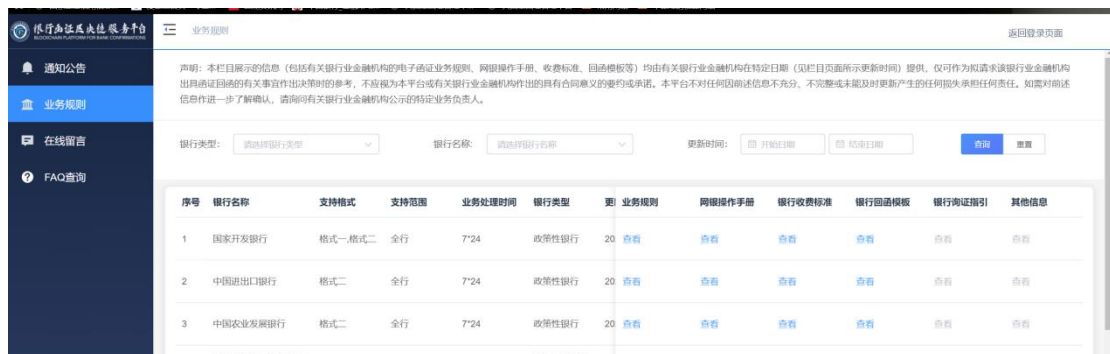 银行函证区块链服务平台
BLOCKCHAIN PLATFORM FOR BANK CONFIRMATIONS
业务规则
返回登录页面
通知公告
业务规则
在线留言
FAQ查询
声明：本栏目展示的信息（包括有关银行业金融机构的电子函证业务规则、网银操作手册、收费标准、回函模板等）均由有关银行业金融机构在特定日期（见栏目页面所示更新时间）提供，仅可作为拟请求该银行业金融机构
出具函证回函的有关事宜作出决策时的参考，不应视为本平台或有关银行业金融机构作出的具有合同意义的要约或承诺。本平台不对任何因前述信息不充分、不完整或未能及时更新产生的任何损失承担任何责任。如需对前述
信息作进一步了解确认，请询问有关银行业金融机构公示的特定业务负责人。
银行类型： 请选择银行类型 银行名称： 请选择银行名称 更新时间： 开始日期 结束日期 查询 重置
序号 银行名称 支持格式 支持范围 业务处理时间 银行类型 更 业务规则 网银操作手册 银行收费标准 银行回函模板 银行询证指引 其他信息
1 国家开发银行 格式一,格式二 全行 7*24 政策性银行 20 查看 查看 查看 查看 查看 查看
2 中国进出口银行 格式二 全行 7*24 政策性银行 20 查看 查看 查看 查看 查看 查看
3 中国农业发展银行 格式二 全行 7*24 政策性银行 20 查看 查看 查看 查看 查看 查看